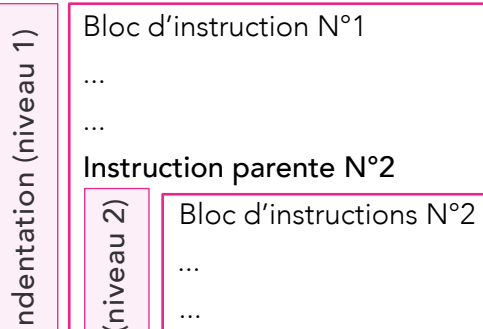 ndentation (niveau 1)
Bloc d’instruction N°1
...
...
Instruction parente N°2
(niveau 2)
Bloc d’instructions N°2
...
...